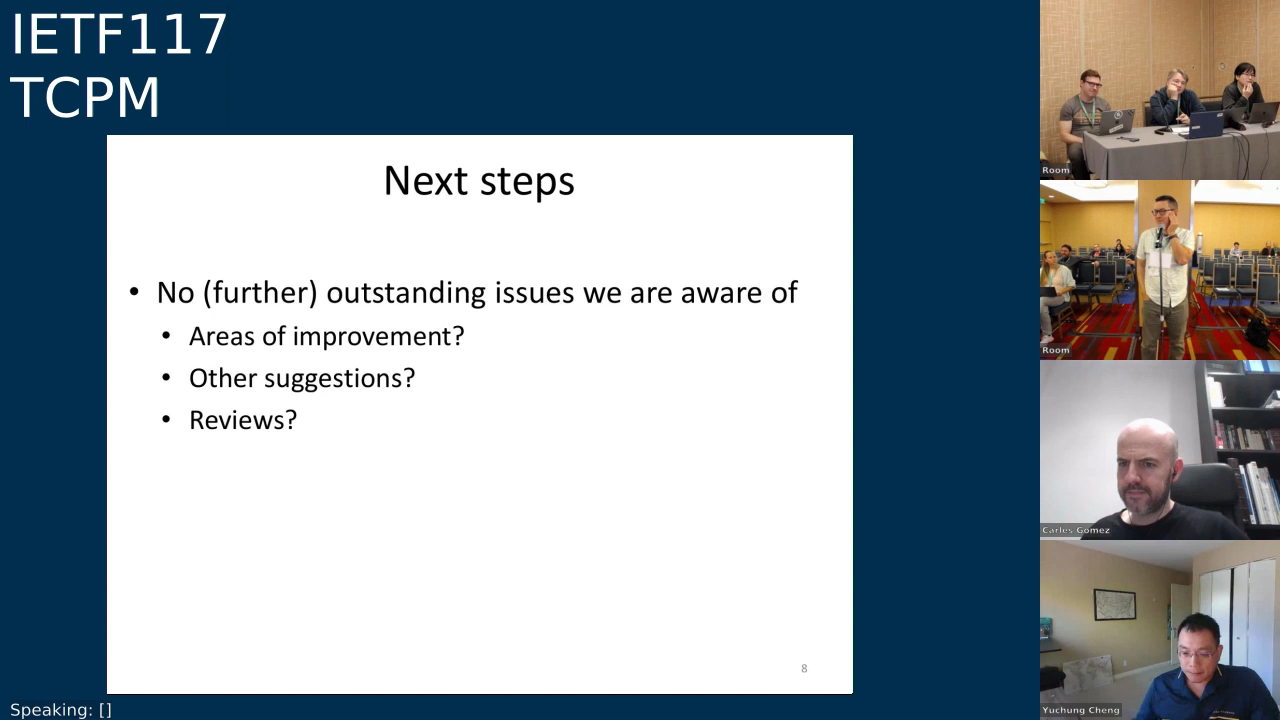 IETF117
TCPM
Next steps
• No (further) outstanding issues we are aware of
• Areas of improvement?
• Other suggestions?
• Reviews?
8
Speaking: []
Room
Room
Carles Gomez
Yuchung Cheng